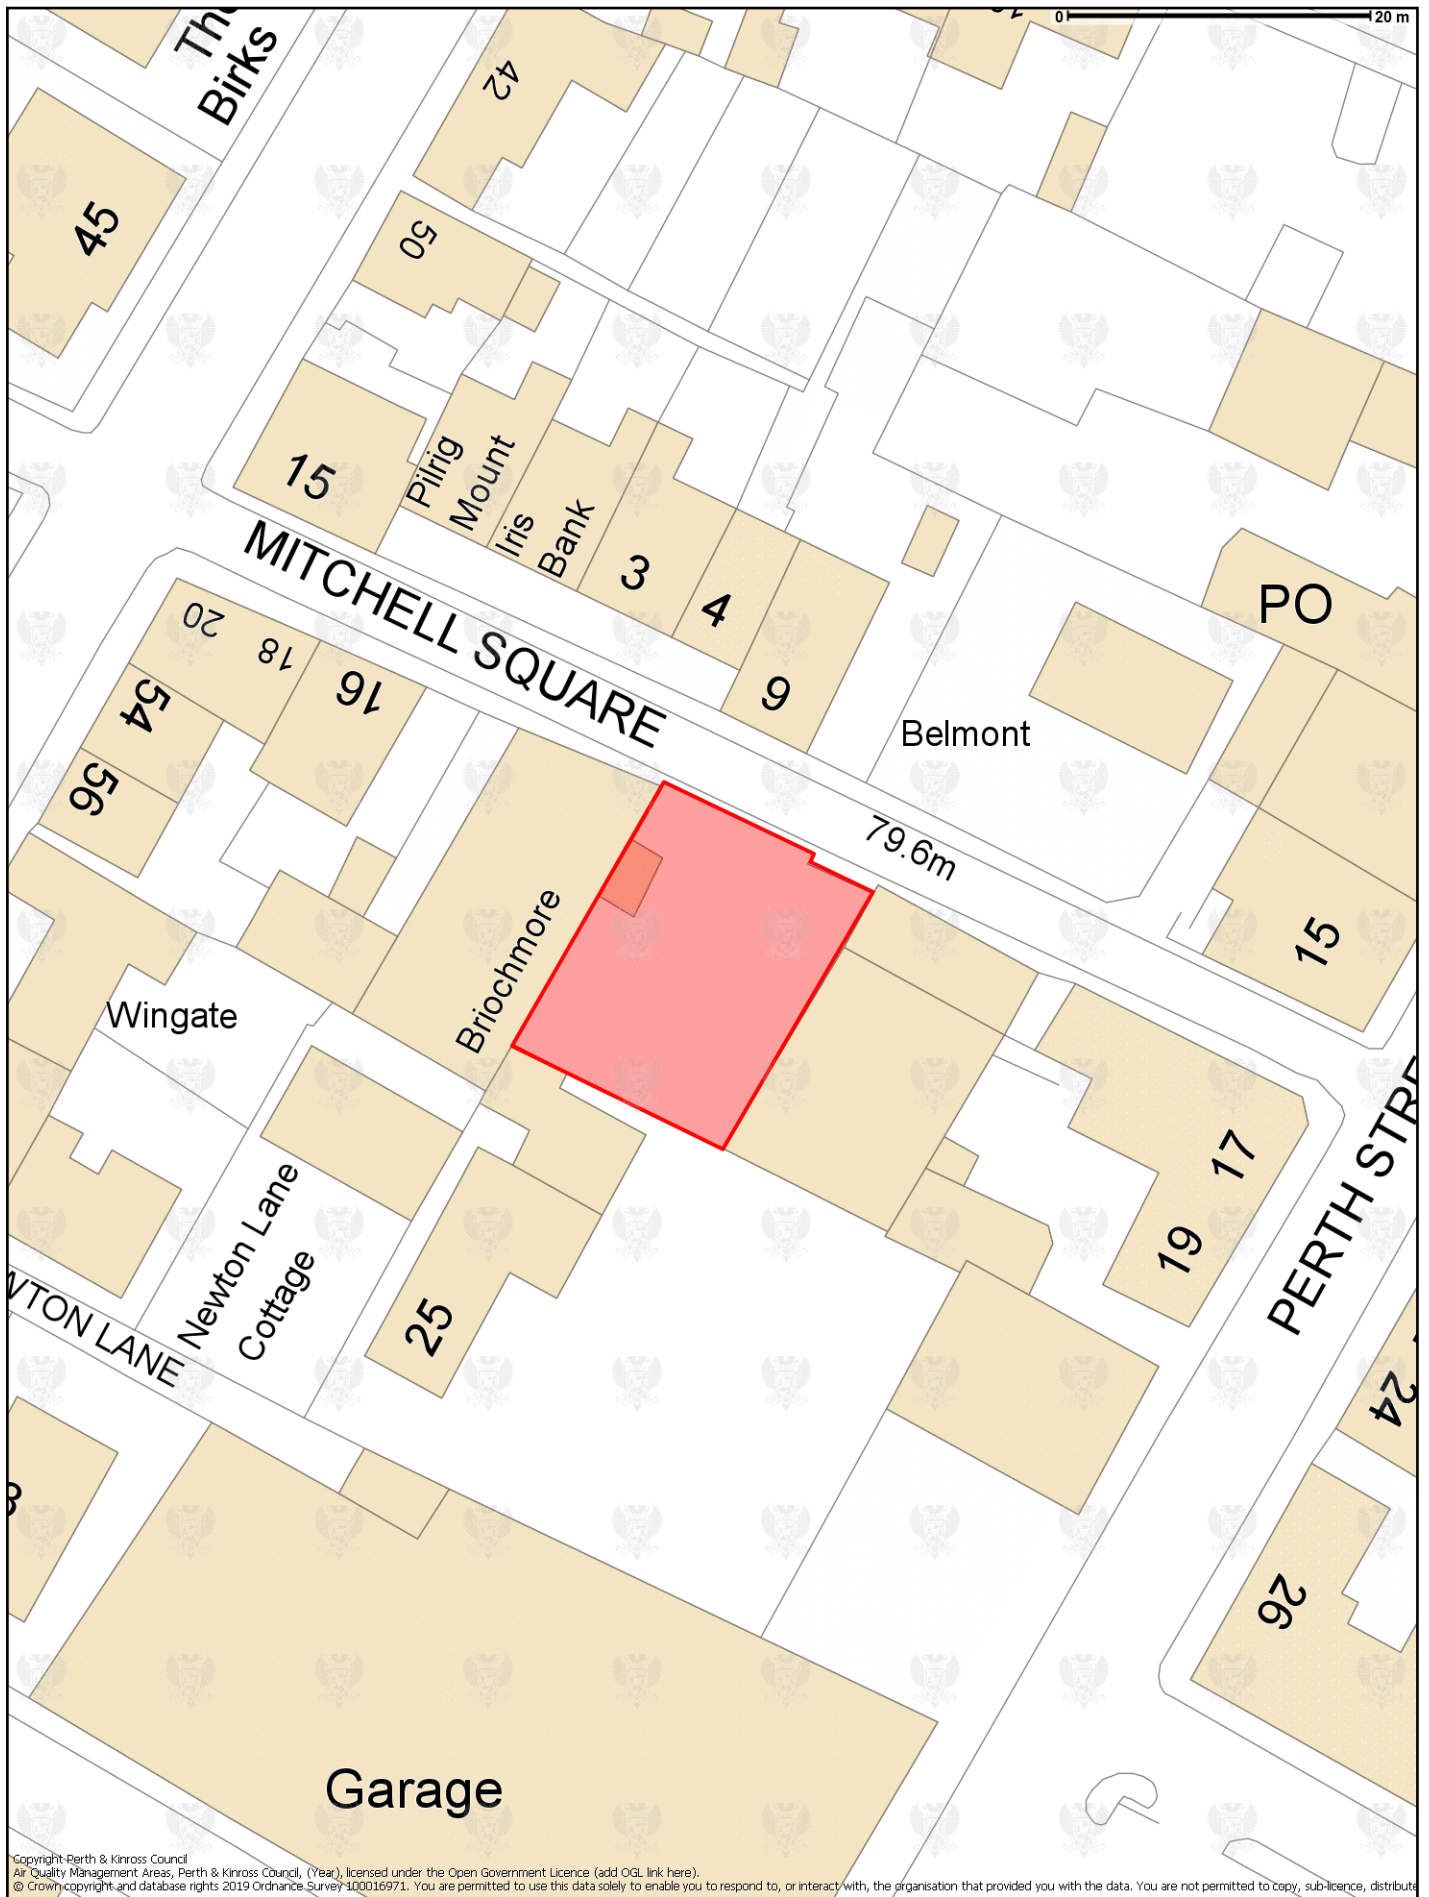 0 20 m
Birks
42
45
50
15
Pilrig
Mount
Iris
Bank
3
4
9
MITCHELL SQUARE
PO
20
18
16
54
56
Belmont
79.6m
15
Briochmore
Wingate
17
19
PERTH
Newton Lane
Cottage
25
LANE
24
26
Garage
Copyright Perth & Kinross Council
Air Quality Management Areas, Perth & Kinross Council, (Year), licensed under the Open Government Licence (add OGL link here).
© Crown copyright and database rights 2019 Ordnance Survey 100016971. You are permitted to use this data solely to enable you to respond to, or interact with, the organisation that provided you with the data. You are not permitted to copy, sub-licence, distribute